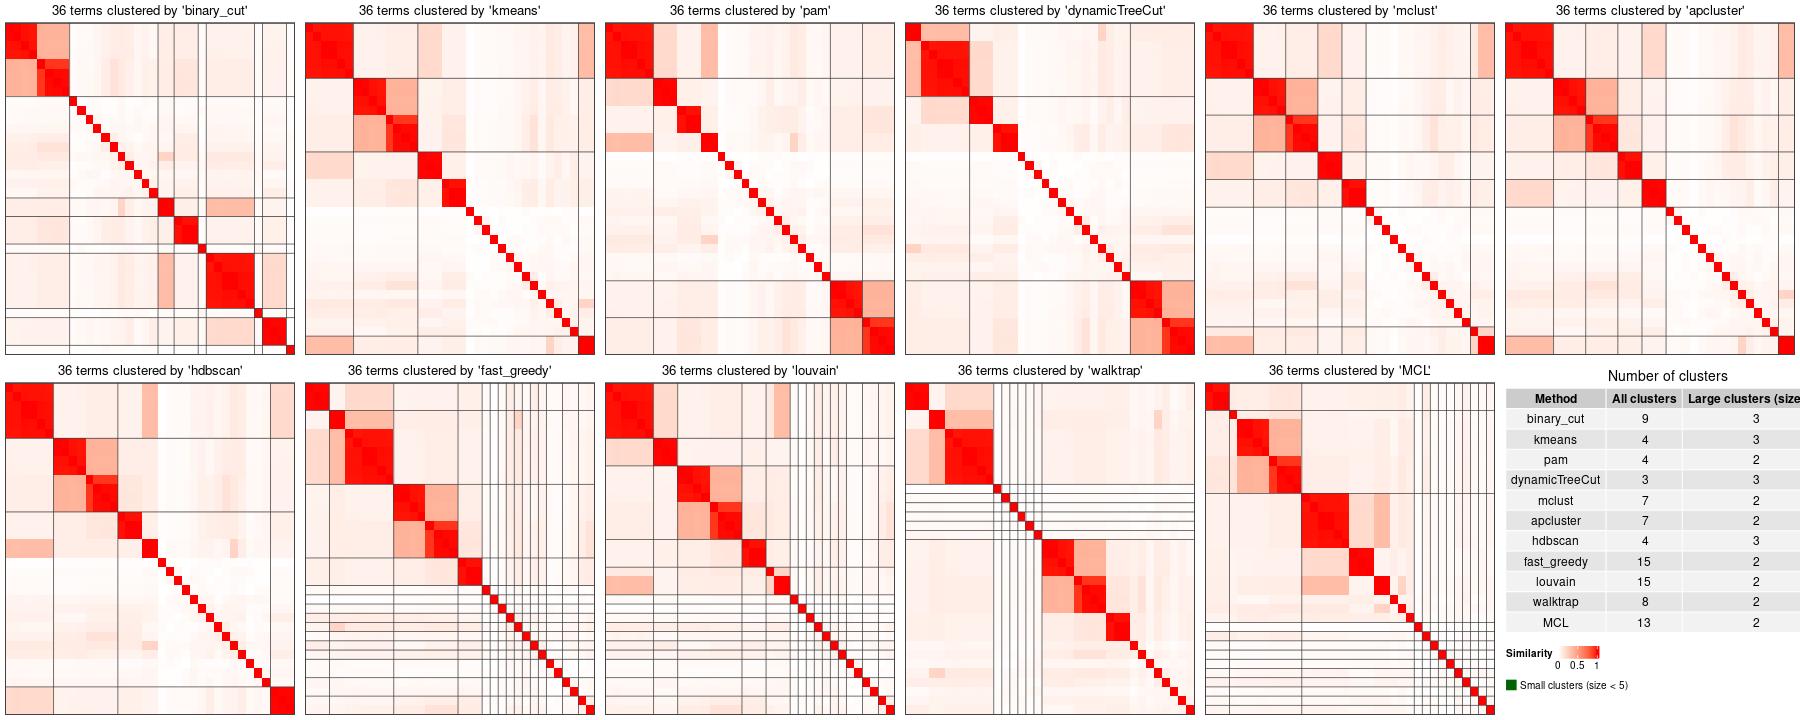 36 terms clustered by 'binary_cut'
36 terms clustered by 'kmeans'
36 terms clustered by 'pam'
36 terms clustered by 'dynamicTreeCut'
36 terms clustered by 'mclust'
36 terms clustered by 'apcluster'
36 terms clustered by 'hdbscan'
36 terms clustered by 'fast_greedy'
36 terms clustered by 'louvain'
36 terms clustered by 'walktrap'
36 terms clustered by 'MCL'
Number of clusters
Method All clusters Large clusters (size
binary_cut 9 3
kmeans 4 3
pam 4 2
dynamicTreeCut 3 3
mclust 7 2
apcluster 7 2
hdbscan 4 3
fast_greedy 15 2
louvain 15 2
walktrap 8 2
MCL 13 2
Similarity
0 0.5 1
Small clusters (size < 5)